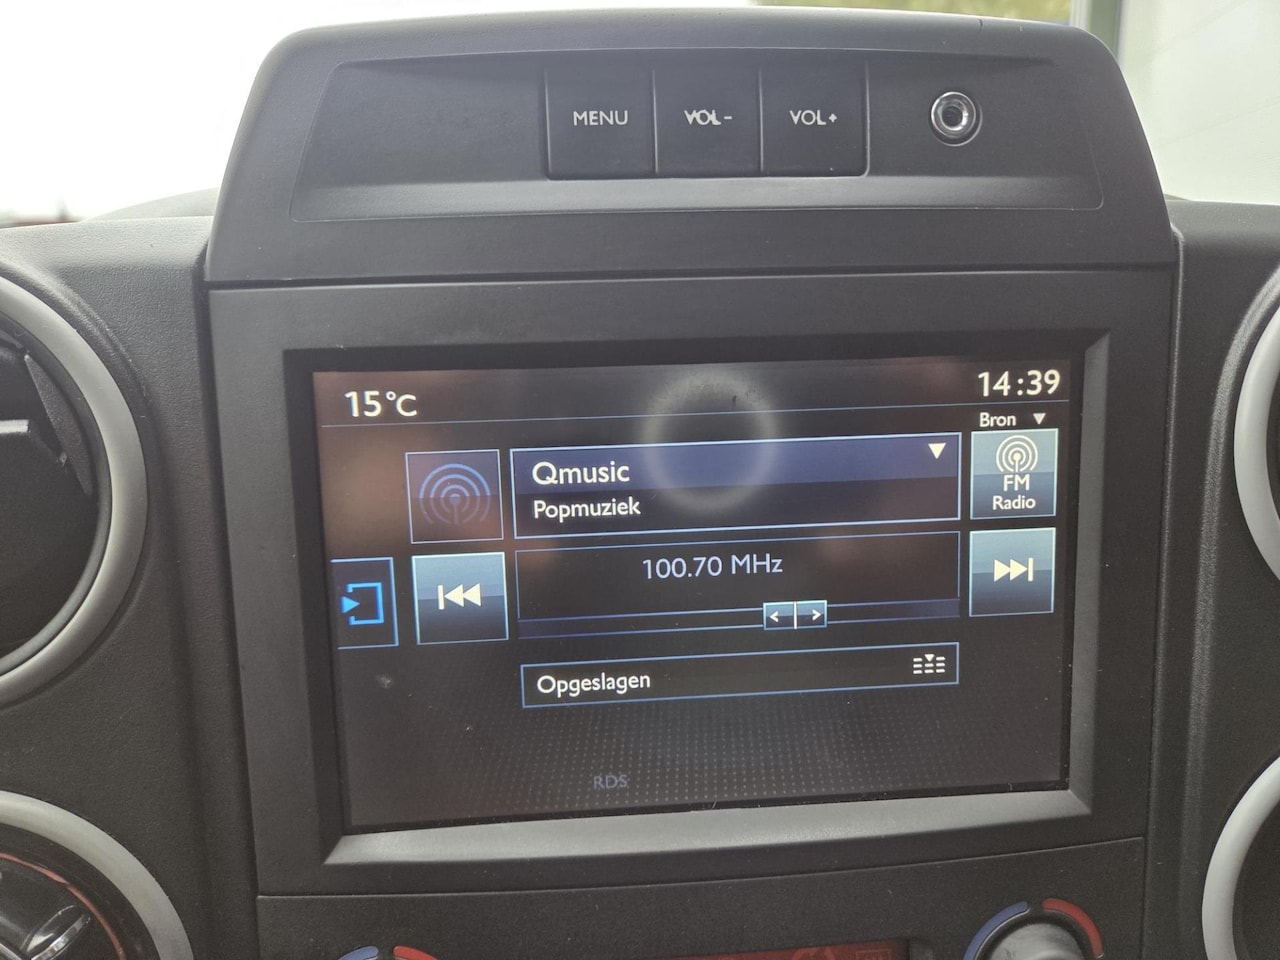 MENU VOL- VOL+
15°C 14:39
Bron
Qmusic
Popmuziek
FM
Radio
100.70 MHz
Opgeslagen
RDS